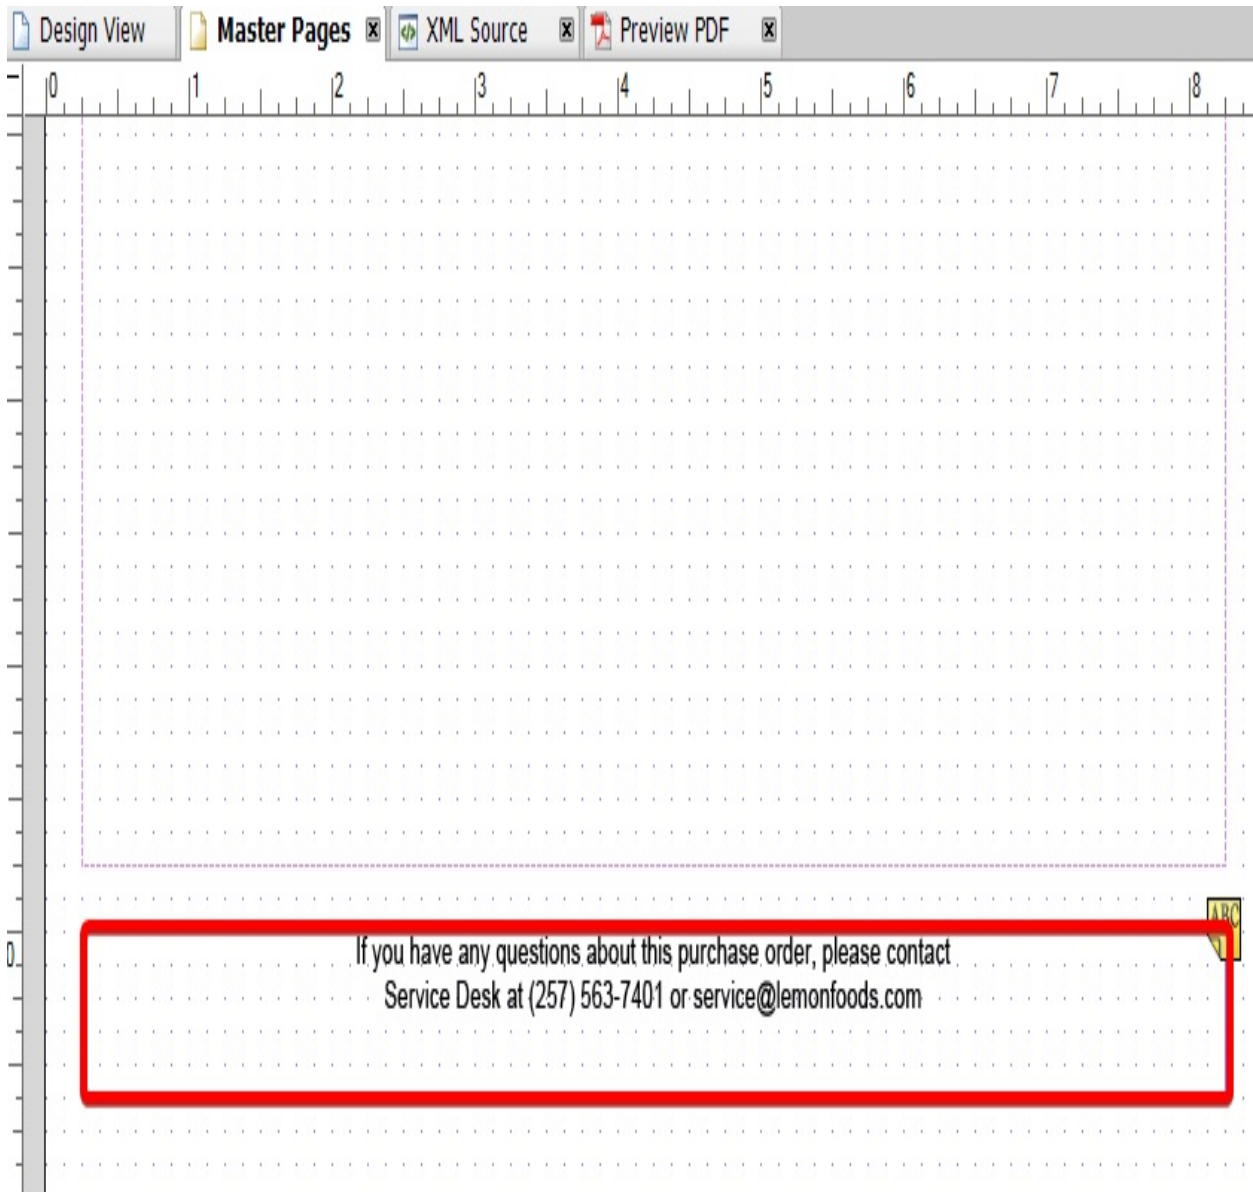 Design View Master Pages XML Source Preview PDF
0 1 2 3 4 5 6 7 8
ABC
If you have any questions about this purchase order, please contact
Service Desk at (257) 563-7401 or service@lemonfoods.com